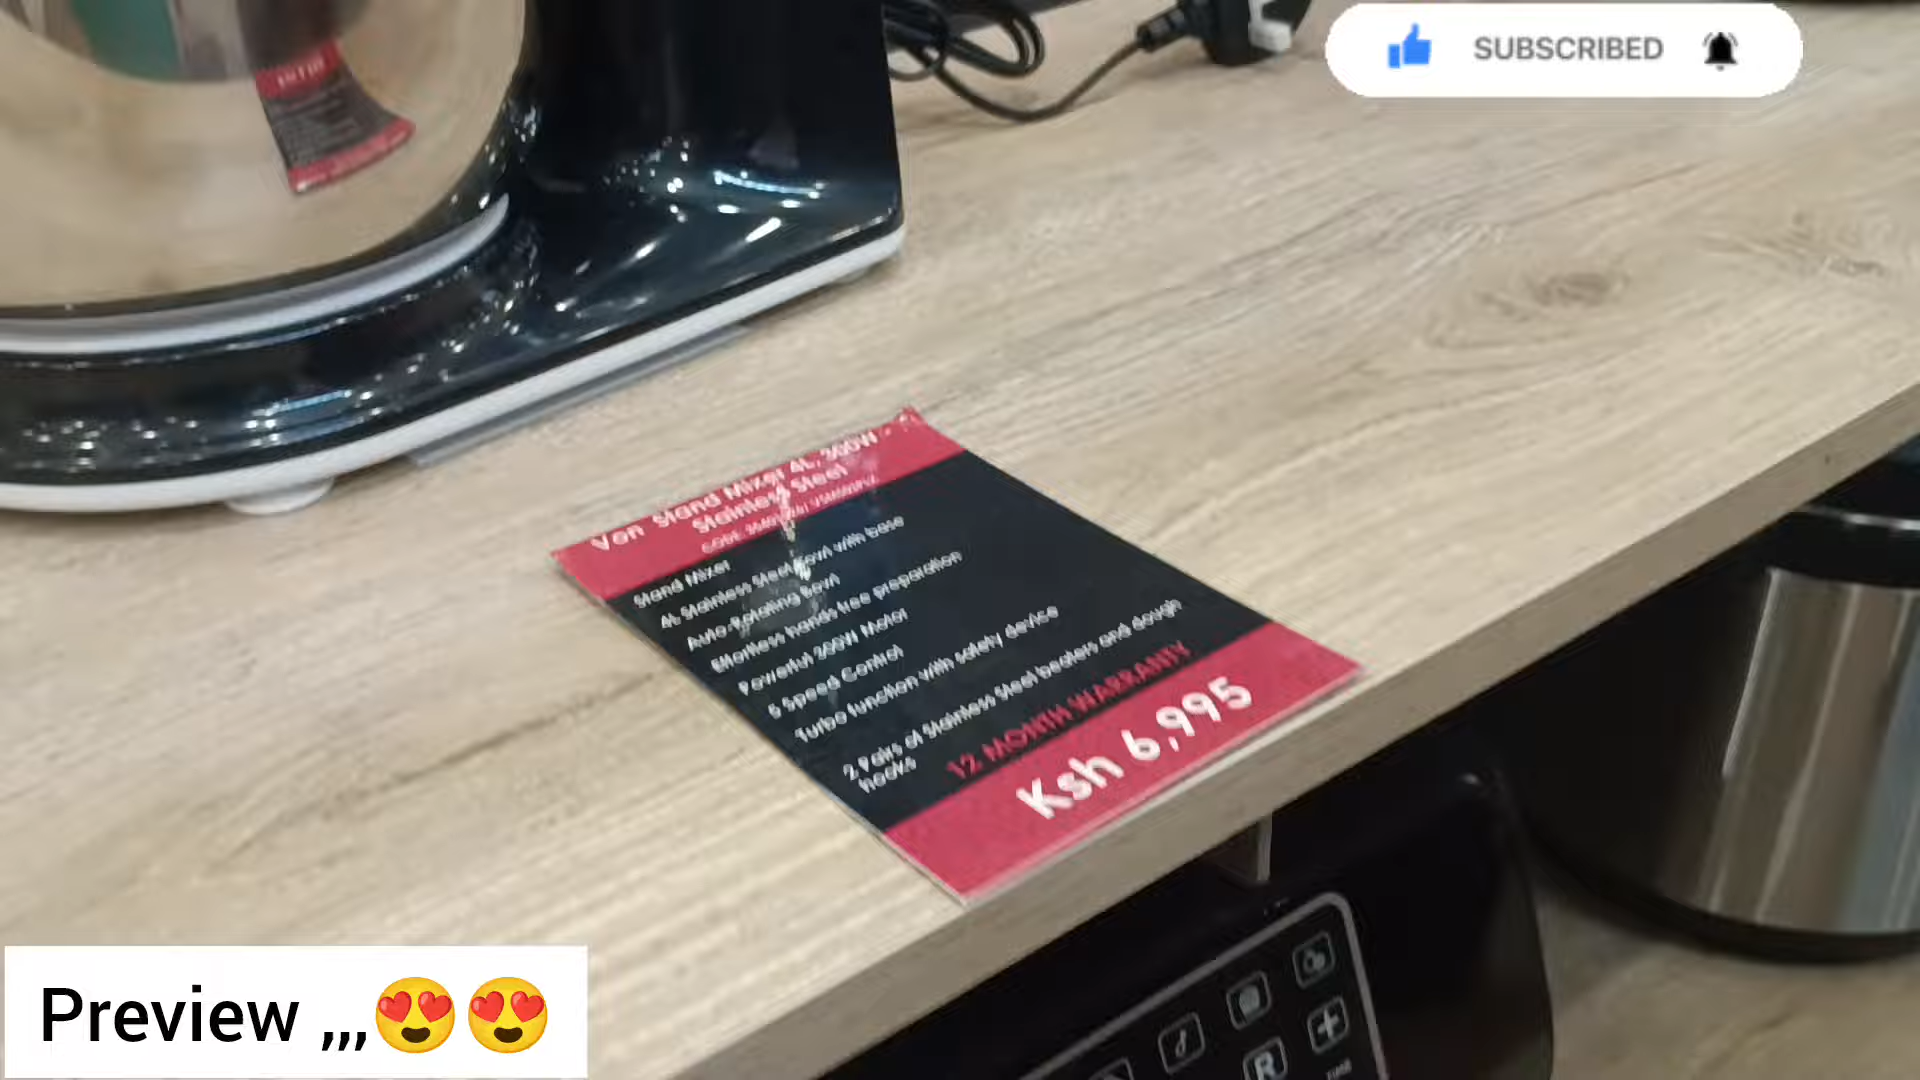 SUBSCRIBED
Von Stand Mixer 4L, 300W -
Stainless Steel
Stand Mixer
4L Stainless Steel Bowl with base
Auto-Rotating Bowl
Effortless hands free preparation
Powerful 300W Motor
5 Speed Control
Turbo function with safety device
2 Pairs of Stainless Steel beaters and dough
hooks
12 MONTH WARRANTY
Ksh 6,995
R
Preview ,,,😍😍